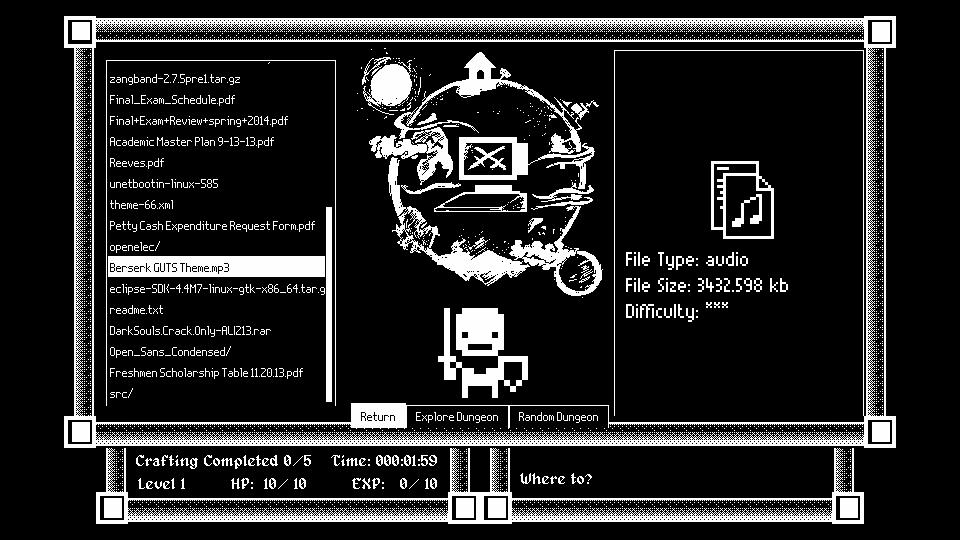 zangband-2.7.5pre1.tar.gz
Final_Exam_Schedule.pdf
Final+Exam+Review+spring+2014.pdf
Academic Master Plan 9-13-13.pdf
Reeves.pdf
unetbootin-linux-585
theme-66.xml
Petty Cash Expenditure Request Form.pdf
openelec/
Berserk GUTS Theme.mp3
eclipse-SDK-4.4M7-linux-gtk-x86_64.tar.g
readme.txt
DarkSouls.Crack.Only-ALI213.rar
Open_Sans_Condensed/
Freshmen Scholarship Table 11.20.13.pdf
src/
File Type: audio
File Size: 3432.598 kb
Difficulty: ***
Return
Explore Dungeon
Random Dungeon
Crafting Completed 0/5 Time: 000:01:59
Level 1 HP: 10/ 10 EXP: 0/ 10
Where to?